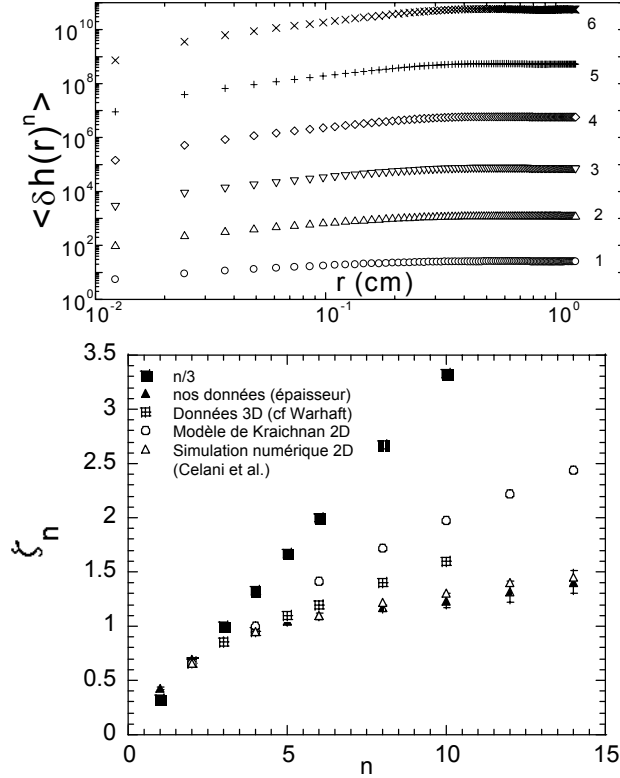 10^10
10^8
10^6
10^4
10^2
10^0
<δh(r)^n>
6
5
4
3
2
1
10^-2
10^-1
10^0
r (cm)
3.5
3
2.5
2
1.5
1
0.5
0
ζn
n/3
nos données (épaisseur)
Données 3D (cf Warhaft)
Modèle de Kraichnan 2D
Simulation numérique 2D
(Celani et al.)
0
5
10
15
n